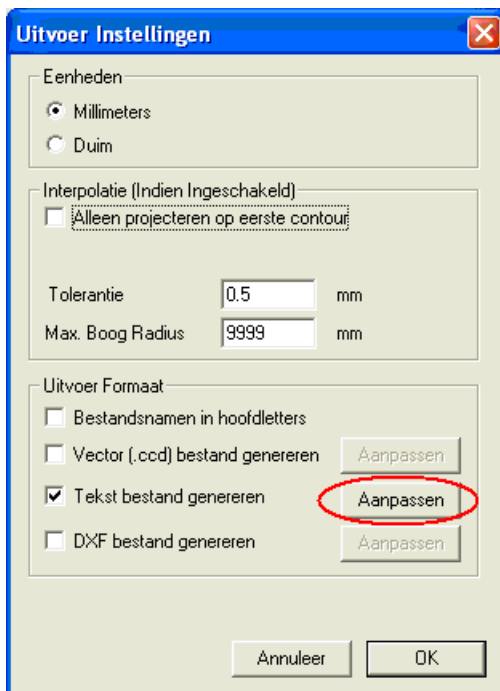 Uitvoer Instellingen
Eenheden
Millimeters
Duim
Interpolatie (Indien Ingeschakeld)
Alleen projecteren op eerste contour
Tolerantie 0.5 mm
Max. Boog Radius 9999 mm
Uitvoer Formaat
Bestandsnamen in hoofdletters
Vector (.ccd) bestand genereren Aanpassen
Tekst bestand genereren Aanpassen
DXF bestand genereren Aanpassen
Annuleer OK